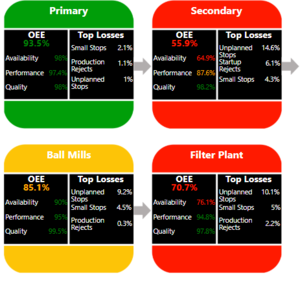 Primary
OEE
93.5%
Availability 98%
Performance 97.4%
Quality 98%
Top Losses
Small Stops 2.1%
Production
Rejects 1.1%
Unplanned
Stops 1%
Secondary
OEE
55.9%
Availability 64.9%
Performance 87.6%
Quality 98.2%
Top Losses
Unplanned
Stops 14.6%
Startup
Rejects 6.1%
Small Stops 4.3%
Ball Mills
OEE
85.1%
Availability 90%
Performance 95%
Quality 99.5%
Top Losses
Unplanned
Stops 9.2%
Small Stops 4.5%
Production
Rejects 0.3%
Filter Plant
OEE
70.7%
Availability 76.1%
Performance 94.8%
Quality 97.8%
Top Losses
Unplanned
Stops 10.1%
Small Stops 5%
Production
Rejects 2.2%